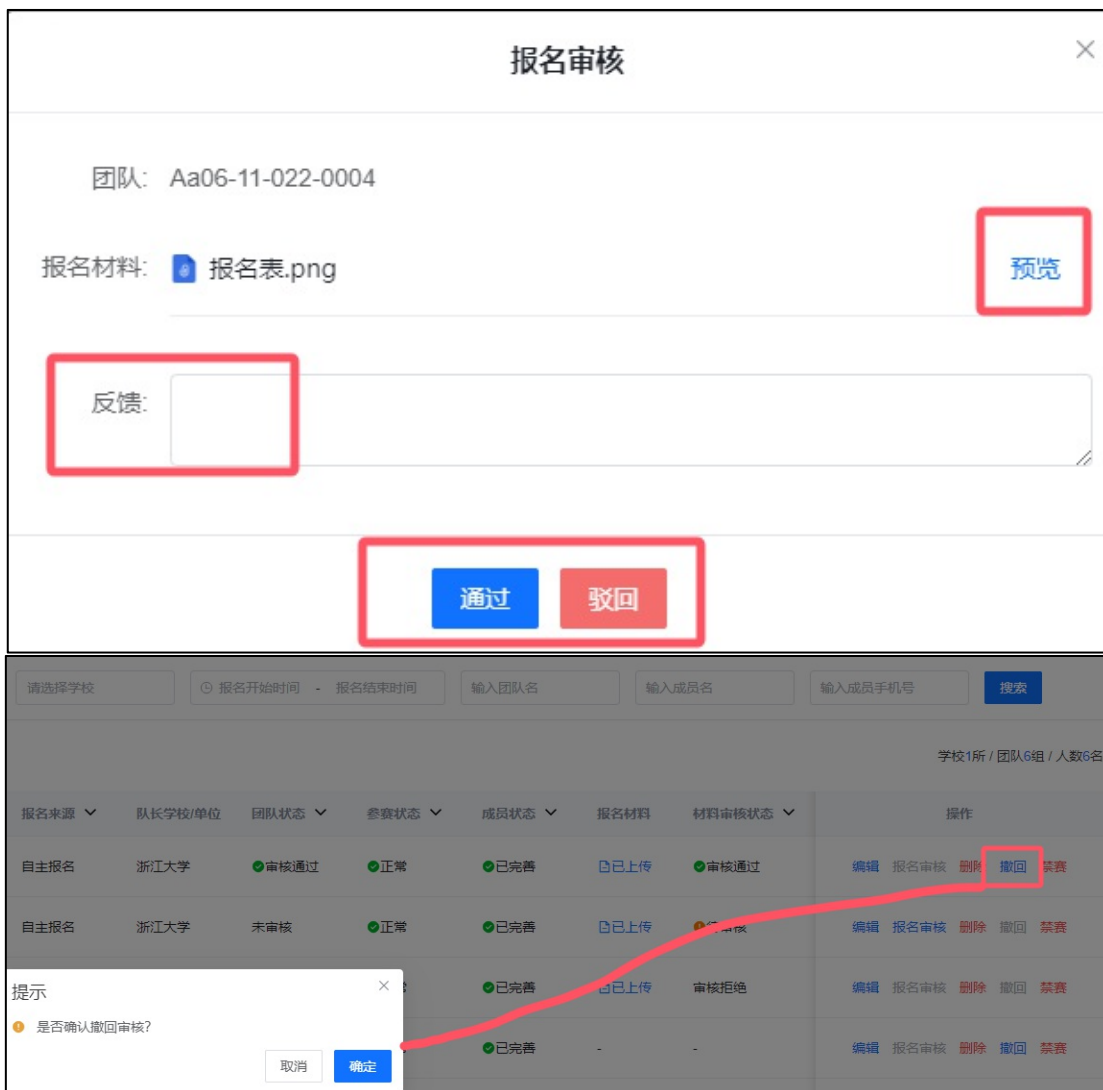 报名审核
团队: Aa06-11-022-0004
报名材料: 报名表.png 预览
反馈:
通过 驳回
请选择学校 报名开始时间 - 报名结束时间 输入团队名 输入成员名 输入成员手机号 搜索
学校1所 / 团队6组 / 人数6名
报名来源 队长学校/单位 团队状态 参赛状态 成员状态 报名材料 材料审核状态 操作
自主报名 浙江大学 审核通过 正常 已完善 已上传 审核通过 编辑 报名审核 删除 撤回 禁赛
自主报名 浙江大学 未审核 正常 已完善 已上传 审核 编辑 报名审核 删除 撤回 禁赛
提示 已完善 已上传 审核拒绝 编辑 报名审核 删除 撤回 禁赛
是否确认撤回审核?
已完善 - - 编辑 报名审核 删除 撤回 禁赛
取消 确定